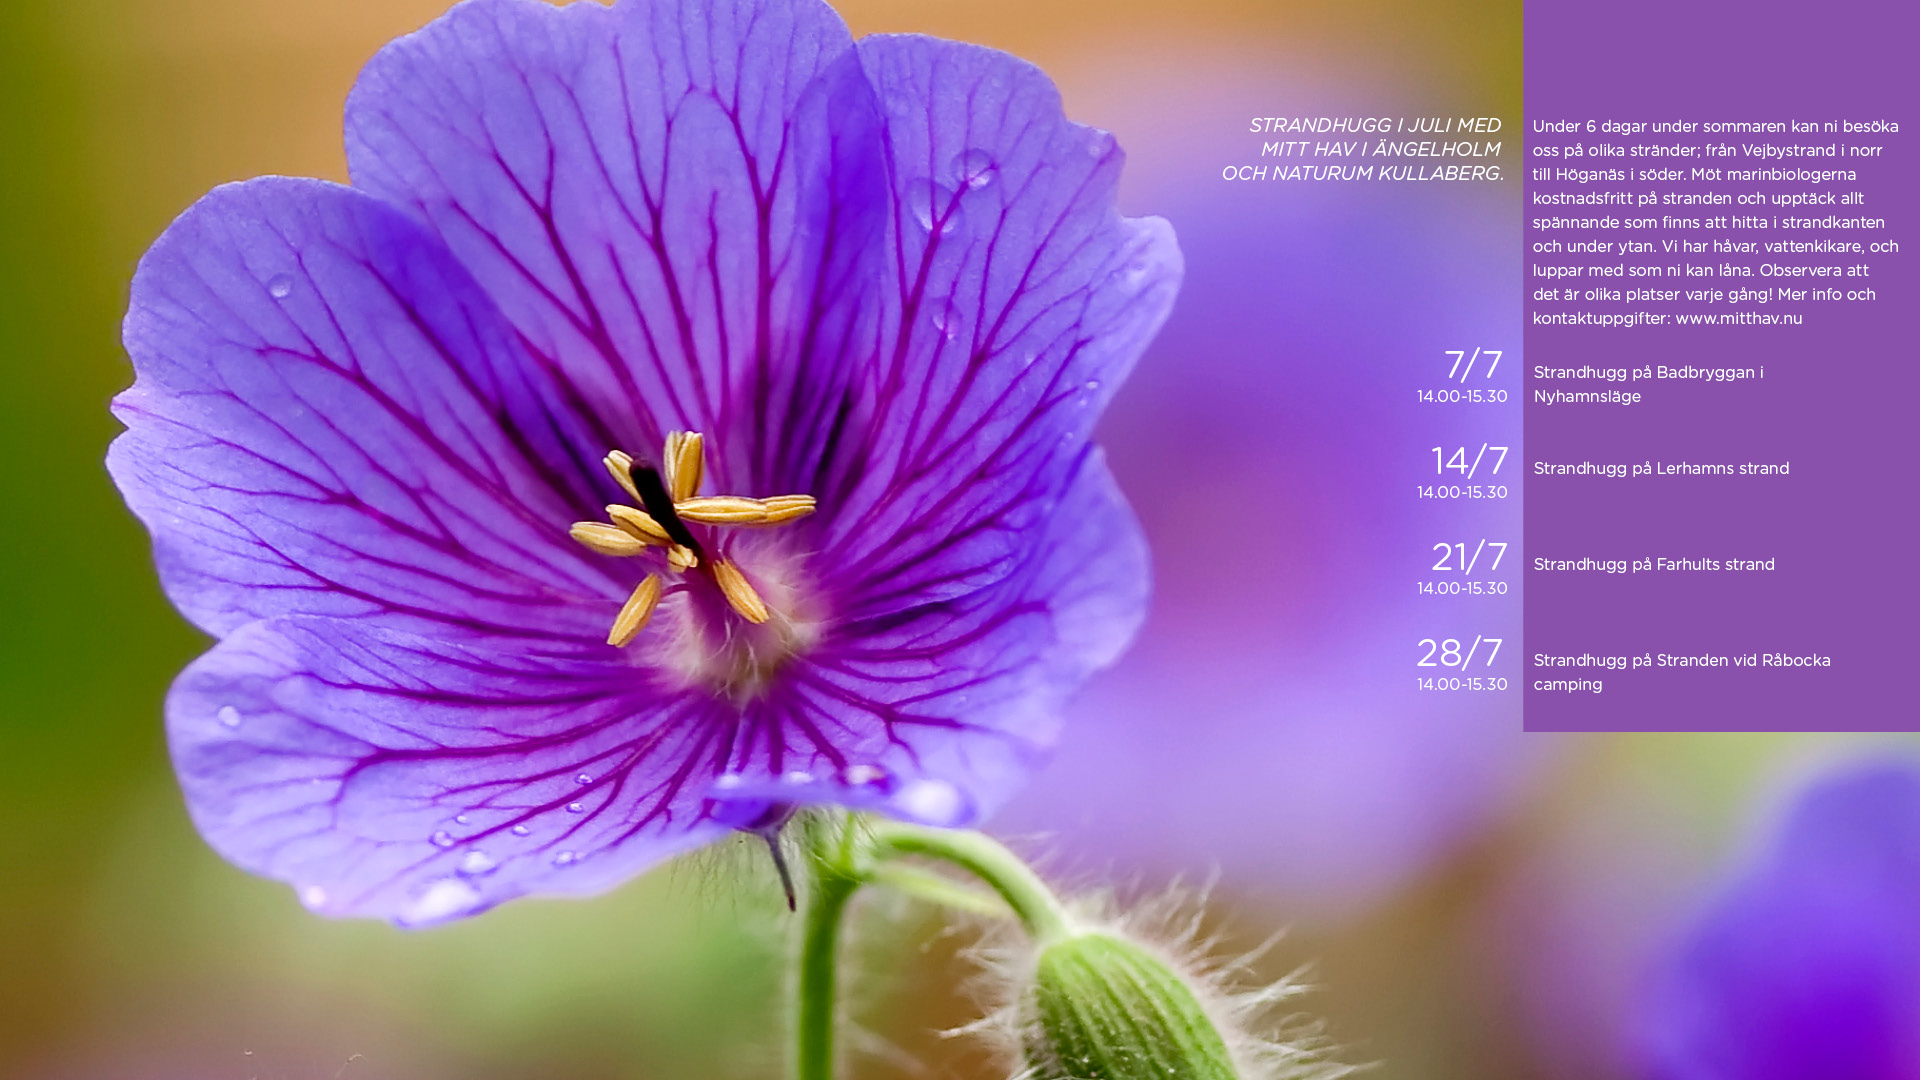 STRANDHUGG I JULI MED
MITT HAV I ÄNGELHOLM
OCH NATURUM KULLABERG.
Under 6 dagar under sommaren kan ni besöka
oss på olika stränder; från Vejbystrand i norr
till Höganäs i söder. Möt marinbiologerna
kostnadsfritt på stranden och upptäck allt
spännande som finns att hitta i strandkanten
och under ytan. Vi har håvar, vattenkikare, och
luppar med som ni kan låna. Observera att
det är olika platser varje gång! Mer info och
kontaktuppgifter: www.mitthav.nu
7/7
14.00-15.30
Strandhugg på Badbryggan i
Nyhamnsläge
14/7
14.00-15.30
Strandhugg på Lerhamns strand
21/7
14.00-15.30
Strandhugg på Farhults strand
28/7
14.00-15.30
Strandhugg på Stranden vid Råbocka
camping